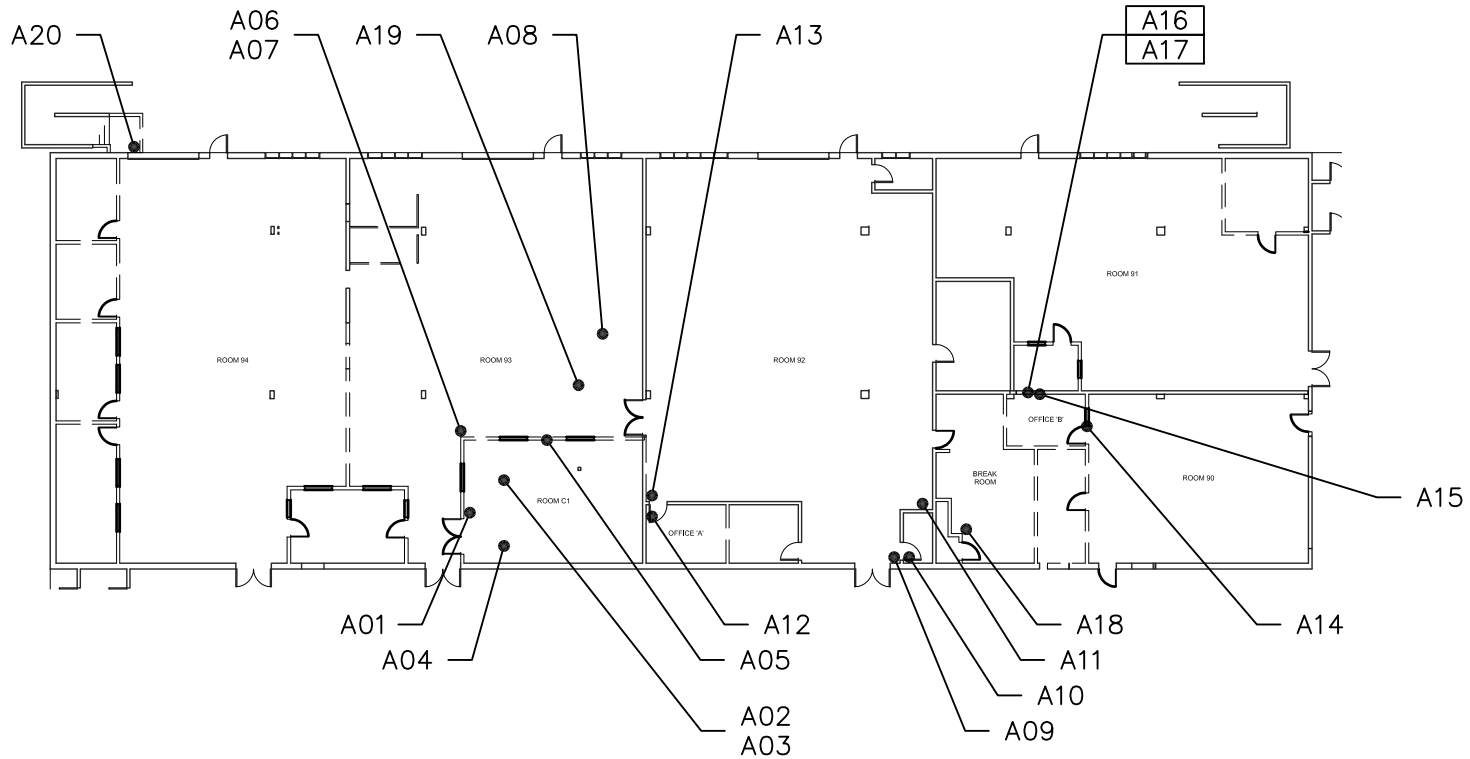 A20
A06
A07
A19
A08
A13
A16
A17
ROOM 91
ROOM 94
ROOM 93
ROOM 92
OFFICE 'B'
BREAK
ROOM
ROOM 90
ROOM C1
OFFICE 'A'
A15
A01
A12
A18
A14
A04
A05
A11
A10
A02
A03
A09